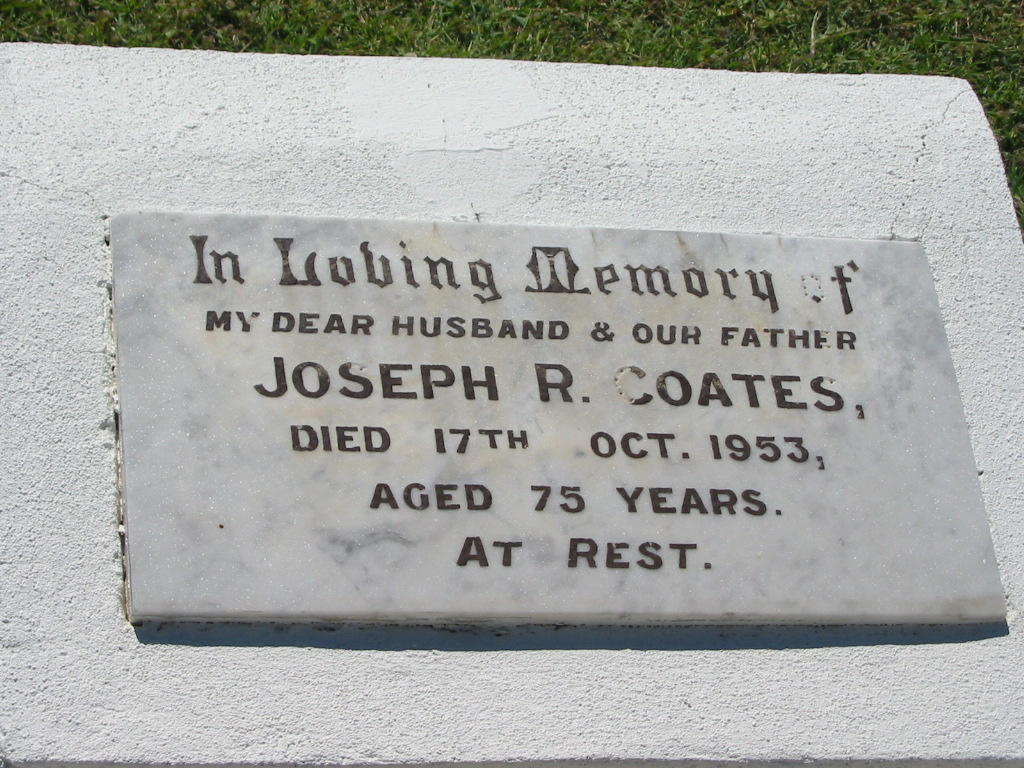 In Loving Memory of
MY DEAR HUSBAND & OUR FATHER
JOSEPH R. COATES,
DIED 17TH OCT. 1953,
AGED 75 YEARS.
AT REST.